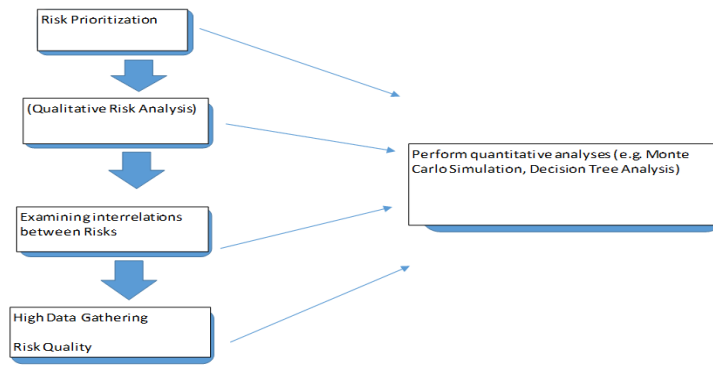 Risk Prioritization
(Qualitative Risk Analysis)
Examining interrelations
between Risks
High Data Gathering
Risk Quality
Perform quantitative analyses (e.g. Monte
Carlo Simulation, Decision Tree Analysis)